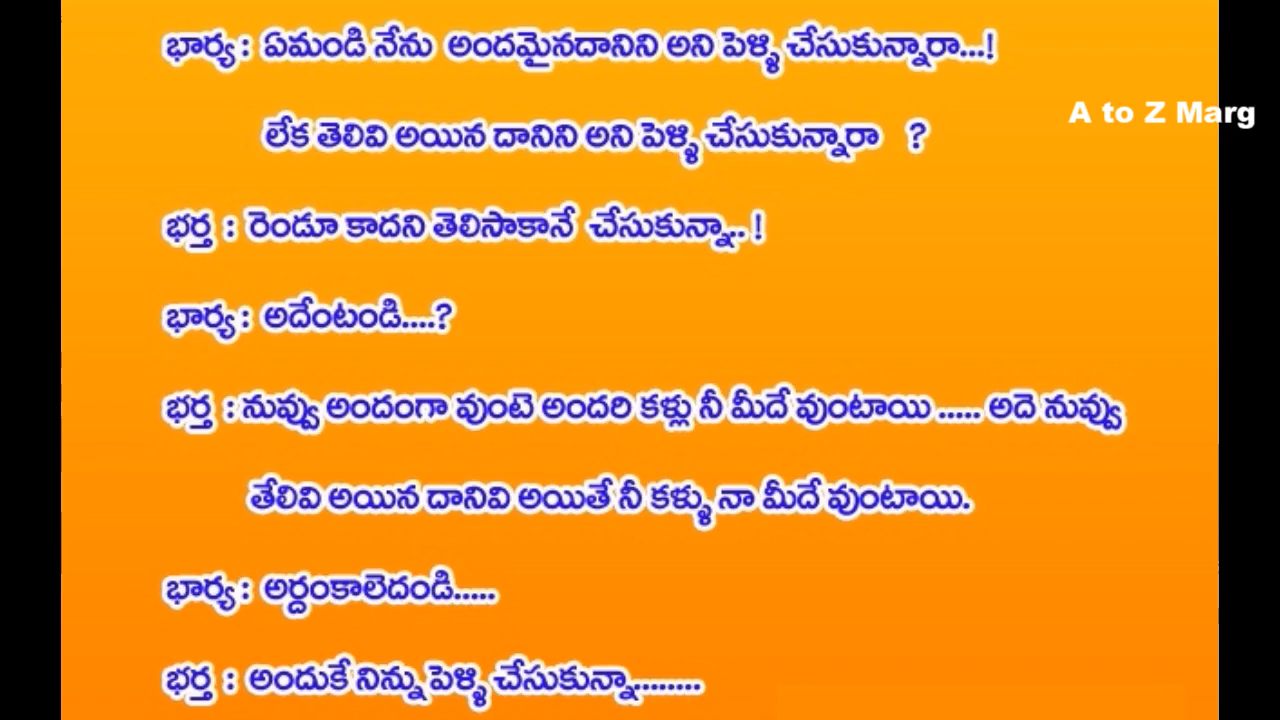 భార్య : ఏమండి నేను అందమైనదానిని అని పెళ్ళి చేసుకున్నారా...!
A to Z Marg
లేక తెలివి అయిన దానిని అని పెళ్ళి చేసుకున్నారా ?
భర్త : రెండూ కాదని తెలిసాకానే చేసుకున్నా.. !
భార్య : అదేంటండి....?
భర్త : నువ్వు అందంగా వుంటె అందరి కళ్లు నీ మీదే వుంటాయి ..... అదె నువ్వు
తేలివి అయిన దానివి అయితే నీ కళ్ళు నా మీదే వుంటాయి.
భార్య : అర్దంకాలెదండి.....
భర్త : అందుకే నిన్ను పెళ్ళి చేసుకున్నా........